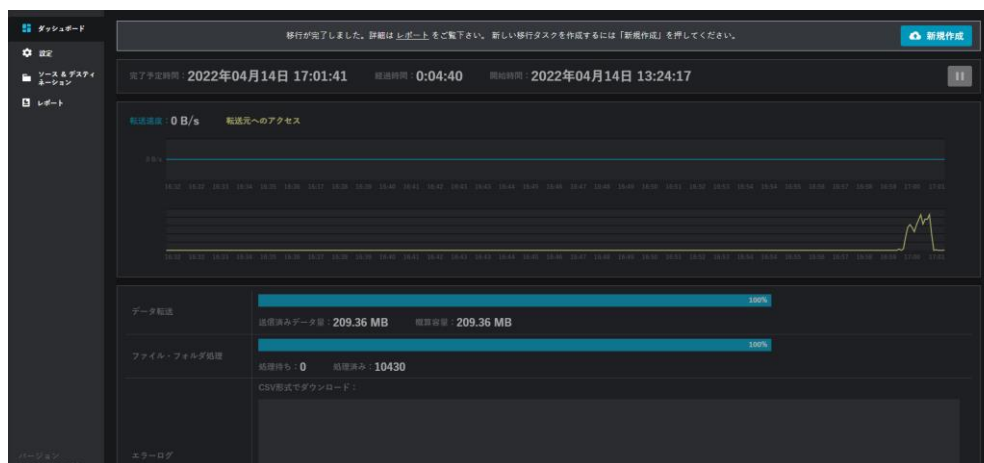 ダッシュボード
移行が完了しました。詳細は レポート をご覧下さい。 新しい移行タスクを作成するには「新規作成」を押してください。
新規作成
設定
ソース & デスティ
ネーション
レポート
完了予定時間：2022年04月14日 17:01:41
経過時間：0:04:40
開始時間：2022年04月14日 13:24:17
転送速度：0 B/s
転送元へのアクセス
データ転送
100%
送信済みデータ量：209.36 MB
概算容量：209.36 MB
ファイル・フォルダ処理
100%
処理待ち：0
処理済み：10430
CSV形式でダウンロード：
エラーログ
バージョン